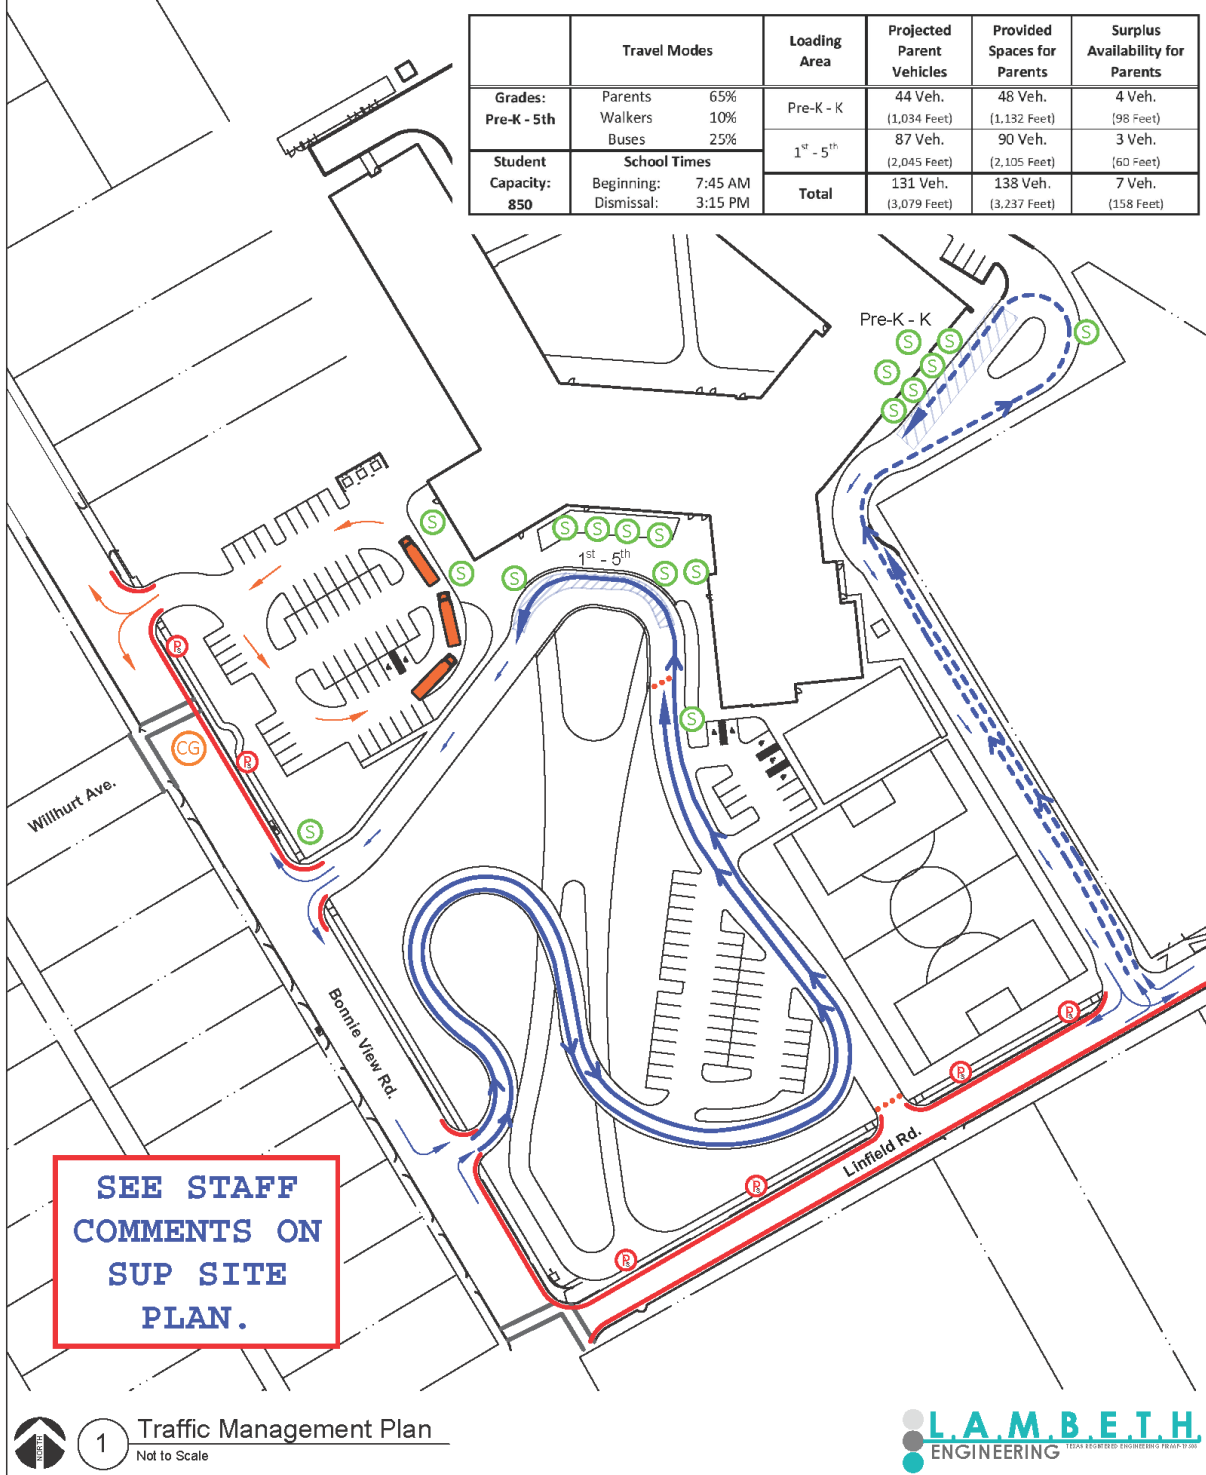 Travel Modes
Loading Area
Projected Parent Vehicles
Provided Spaces for Parents
Surplus Availability for Parents
Grades: Pre-K - 5th
Parents 65%
Walkers 10%
Buses 25%
Pre-K - K
44 Veh. (1,034 Feet)
48 Veh. (1,132 Feet)
4 Veh. (98 Feet)
1st - 5th
87 Veh. (2,045 Feet)
90 Veh. (2,105 Feet)
3 Veh. (60 Feet)
Student Capacity: 850
School Times
Beginning: 7:45 AM
Dismissal: 3:15 PM
Total
131 Veh. (3,079 Feet)
138 Veh. (3,237 Feet)
7 Veh. (158 Feet)
Pre-K - K
S
S
S
S
S
S
S
S
S
S
S
S
1st - 5th
S
S
S
S
S
CG
Willhurt Ave.
S
Bonnie View Rd.
Linfield Rd.
SEE STAFF
COMMENTS ON
SUP SITE
PLAN.
NORTH
1
Traffic Management Plan
Not to Scale
L.A.M.B.E.T.H.
ENGINEERING